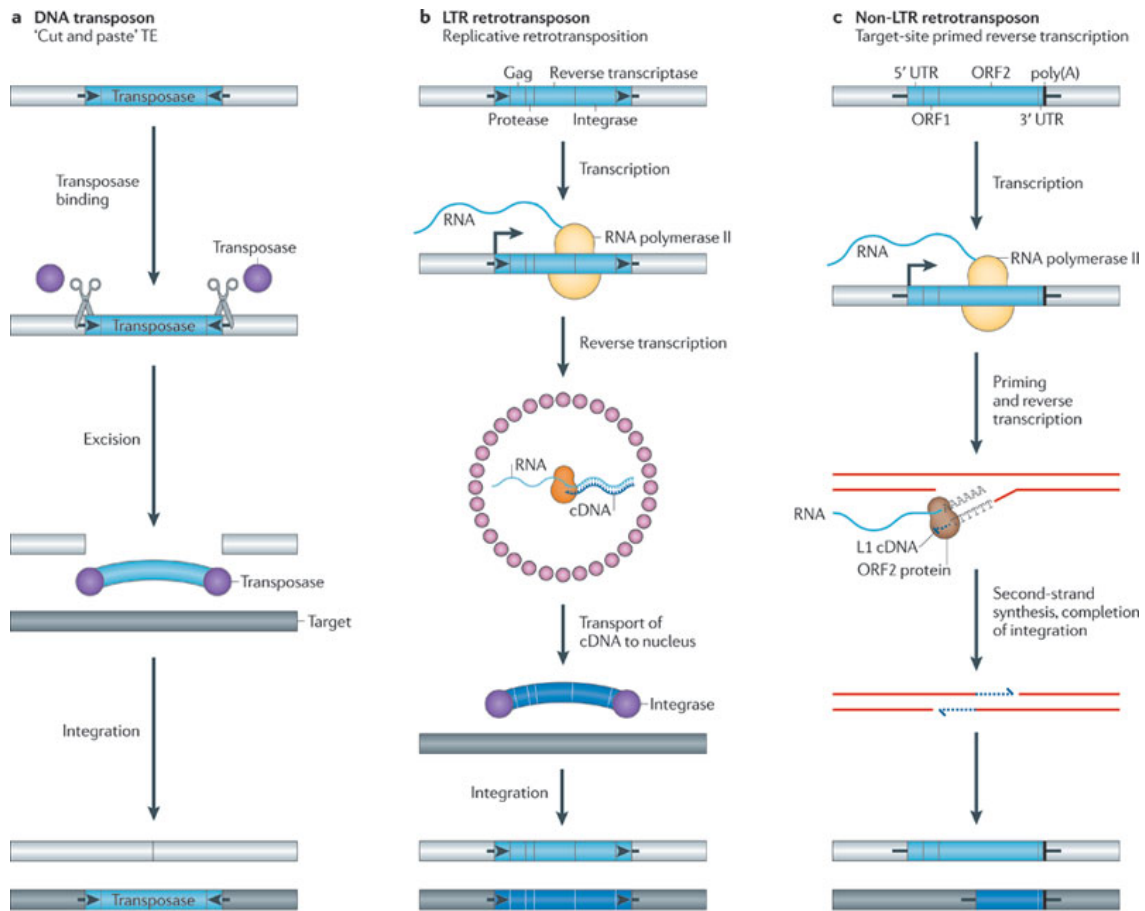 a DNA transposon
'Cut and paste' TE
Transposase
Transposase
binding
Transposase
Transposase
Excision
Transposase
Target
Integration
Transposase
b LTR retrotransposon
Replicative retrotransposition
Gag Reverse transcriptase
Protease Integrase
Transcription
RNA
RNA polymerase II
Reverse transcription
RNA
cDNA
Transport of
cDNA to nucleus
Integrase
Integration
c Non-LTR retrotransposon
Target-site primed reverse transcription
5′ UTR ORF2 poly(A)
ORF1 3′ UTR
Transcription
RNA
RNA polymerase II
Priming
and reverse
transcription
AAAAAA
TTTTT
RNA
L1 cDNA
ORF2 protein
Second-strand
synthesis, completion
of integration